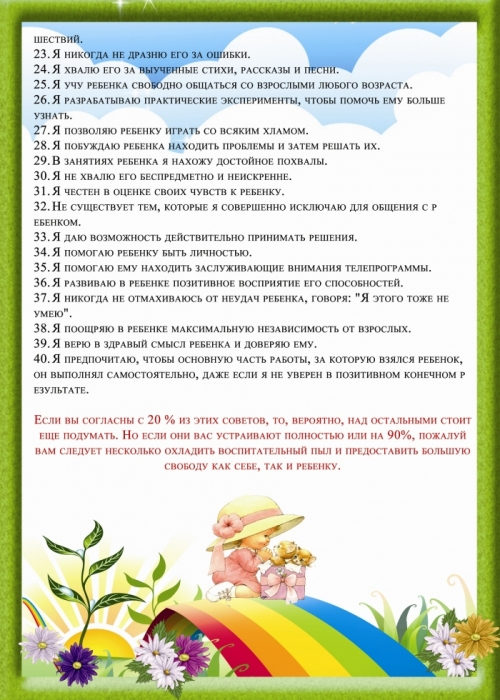 шествий.
23. Я никогда не дразню его за ошибки.
24. Я хвалю его за выученные стихи, рассказы и песни.
25. Я учу ребенка свободно общаться со взрослыми любого возраста.
26. Я разрабатываю практические эксперименты, чтобы помочь ему больше
узнать.
27. Я позволяю ребенку играть со всяким хламом.
28. Я побуждаю ребенка находить проблемы и затем решать их.
29. В занятиях ребенка я нахожу достойное похвалы.
30. Я не хвалю его беспредметно и неискренне.
31. Я честен в оценке своих чувств к ребенку.
32. Не существует тем, которые я совершенно исключаю для общения с р
ебенком.
33. Я даю возможность действительно принимать решения.
34. Я помогаю ребенку быть личностью.
35. Я помогаю ему находить заслуживающие внимания телепрограммы.
36. Я развиваю в ребенке позитивное восприятие его способностей.
37. Я никогда не отмахиваюсь от неудач ребенка, говоря: "Я этого тоже не
умею".
38. Я поощряю в ребенке максимальную независимость от взрослых.
39. Я верю в здравый смысл ребенка и доверяю ему.
40. Я предпочитаю, чтобы основную часть работы, за которую взялся ребенок,
он выполнял самостоятельно, даже если я не уверен в позитивном конечном р
езультате.
Если вы согласны с 20 % из этих советов, то, вероятно, над остальными стоит
еще подумать. Но если они вас устраивают полностью или на 90%, пожалуй
вам следует несколько охладить воспитательный пыл и предоставить большую
свободу как себе, так и ребенку.